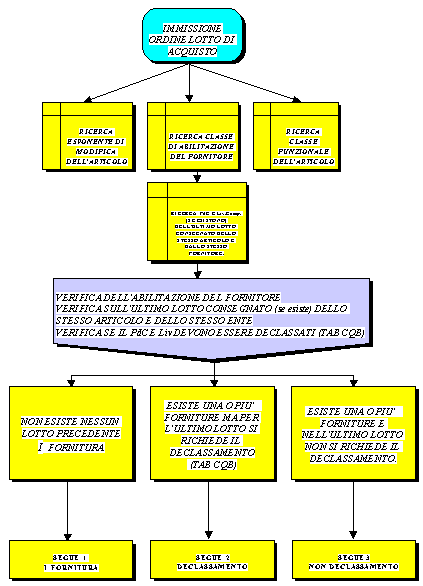 IMMISSIONE
ORDINE LOTTO DI
ACQUISTO
RICERCA
ESPONENTE DI
MODIFICA
DELL'ARTICOLO
RICERCA CLASSE
DI ABILITAZIONE
DEL FORNITORE
RICERCA
CLASSE
FUNZIONALE
DELL'ARTICOLO
RICERCA PdC E Liv.Camp.
(SE ESISTONO)
DELL'ULTIMO LOTTO
CONSEGNATO DELLO
STESSO ARTICOLO E
DALLO STESSO
FORNITORE.
VERIFICA DELL'ABILITAZIONE DEL FORNITORE
VERIFICA SULL'ULTIMO LOTTO CONSEGNATO (se esiste) DELLO
STESSO ARTICOLO E DELLO STESSO ENTE
VERIFICA SE IL PdC E Liv DEVONO ESSERE DECLASSATI (TAB CQB)
NON ESISTE NESSUN
LOTTO PRECEDENTE
1 FORNITURA
ESISTE UNA O PIU'
FORNITURE MA PER
L'ULTIMO LOTTO SI
RICHIEDE IL
DECLASSAMENTO
(TAB CQB)
ESISTE UNA O PIU'
FORNITURE E
NELL'ULTIMO LOTTO
NON SI RICHIEDE IL
DECLASSAMENTO.
SEGUE 1
1 FORNITURA
SEGUE 2
DECLASSAMENTO
SEGUE 3
NON DECLASSAMENTO